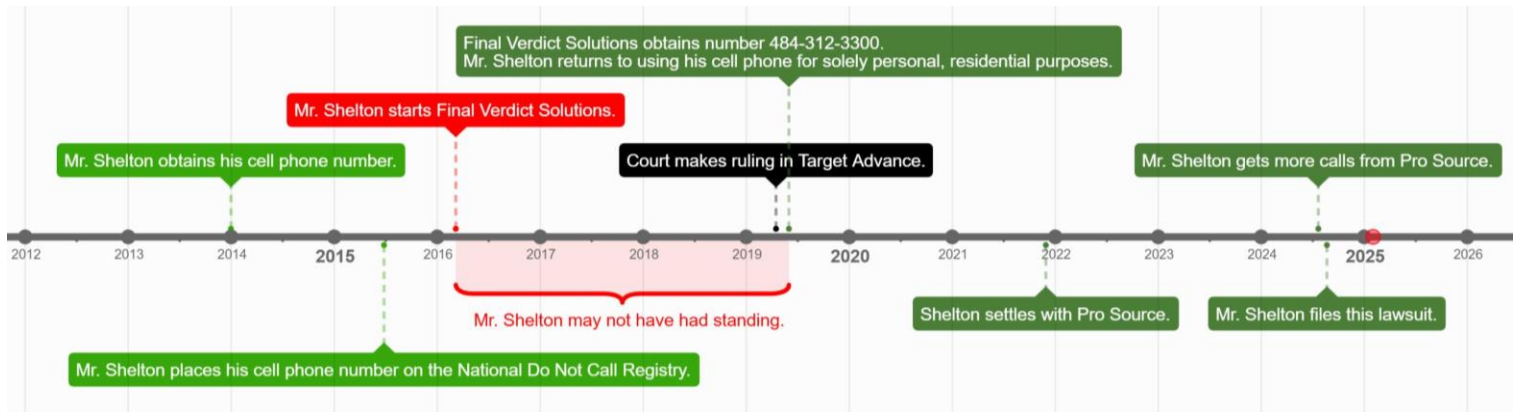 Final Verdict Solutions obtains number 484-312-3300.
Mr. Shelton returns to using his cell phone for solely personal, residential purposes.
Mr. Shelton starts Final Verdict Solutions.
Mr. Shelton obtains his cell phone number.
Court makes ruling in Target Advance.
Mr. Shelton gets more calls from Pro Source.
2012 2013 2014 2015 2016 2017 2018 2019 2020 2021 2022 2023 2024 2025 2026
Mr. Shelton may not have had standing.
Shelton settles with Pro Source.
Mr. Shelton files this lawsuit.
Mr. Shelton places his cell phone number on the National Do Not Call Registry.